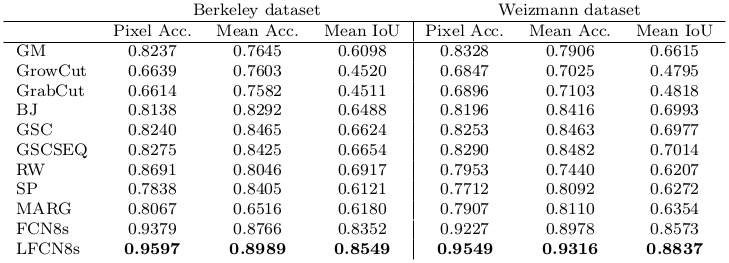 Berkeley dataset Weizmann dataset
Pixel Acc. Mean Acc. Mean IoU Pixel Acc. Mean Acc. Mean IoU
GM 0.8237 0.7645 0.6098 0.8328 0.7906 0.6615
GrowCut 0.6639 0.7603 0.4520 0.6847 0.7025 0.4795
GrabCut 0.6614 0.7582 0.4511 0.6896 0.7103 0.4818
BJ 0.8138 0.8292 0.6488 0.8196 0.8416 0.6993
GSC 0.8240 0.8465 0.6624 0.8253 0.8463 0.6977
GSCSEQ 0.8275 0.8425 0.6654 0.8290 0.8482 0.7014
RW 0.8691 0.8046 0.6917 0.7953 0.7440 0.6207
SP 0.7838 0.8405 0.6121 0.7712 0.8092 0.6272
MARG 0.8067 0.6516 0.6180 0.7907 0.8110 0.6354
FCN8s 0.9379 0.8766 0.8352 0.9227 0.8978 0.8573
LFCN8s 0.9597 0.8989 0.8549 0.9549 0.9316 0.8837